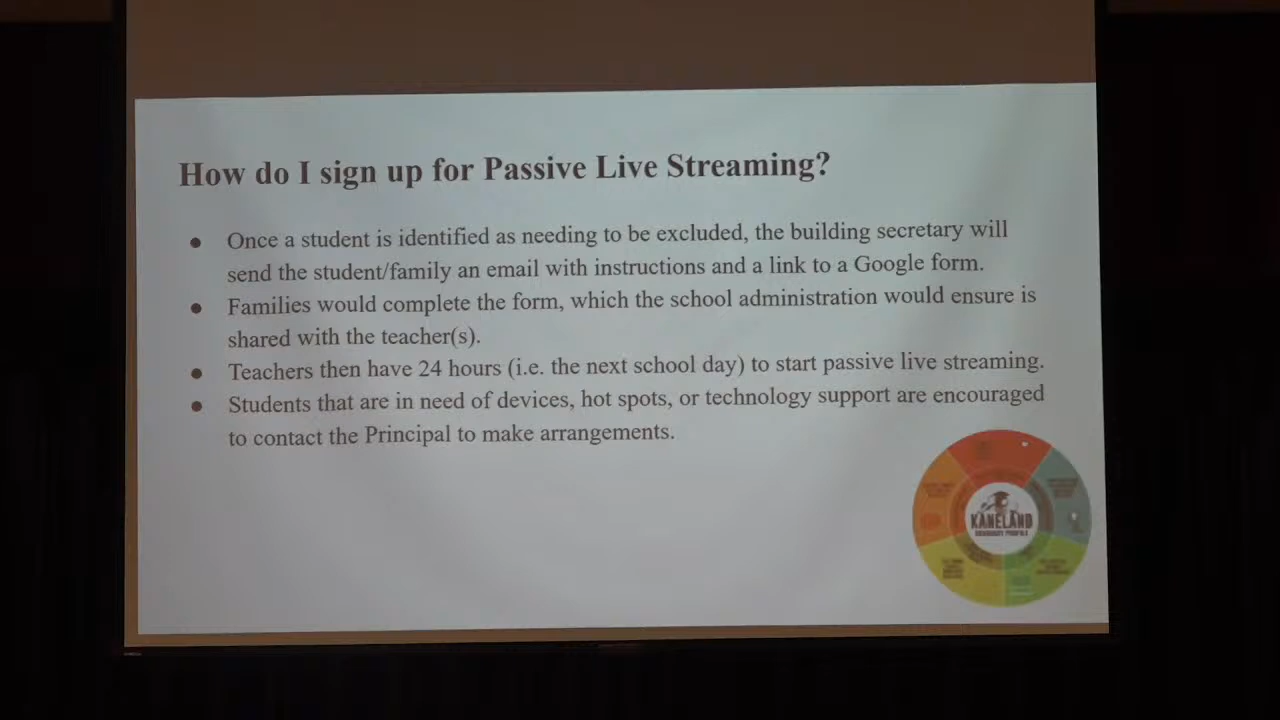 How do I sign up for Passive Live Streaming?
● Once a student is identified as needing to be excluded, the building secretary will
send the student/family an email with instructions and a link to a Google form.
● Families would complete the form, which the school administration would ensure is
shared with the teacher(s).
● Teachers then have 24 hours (i.e. the next school day) to start passive live streaming.
● Students that are in need of devices, hot spots, or technology support are encouraged
to contact the Principal to make arrangements.
KANELAND